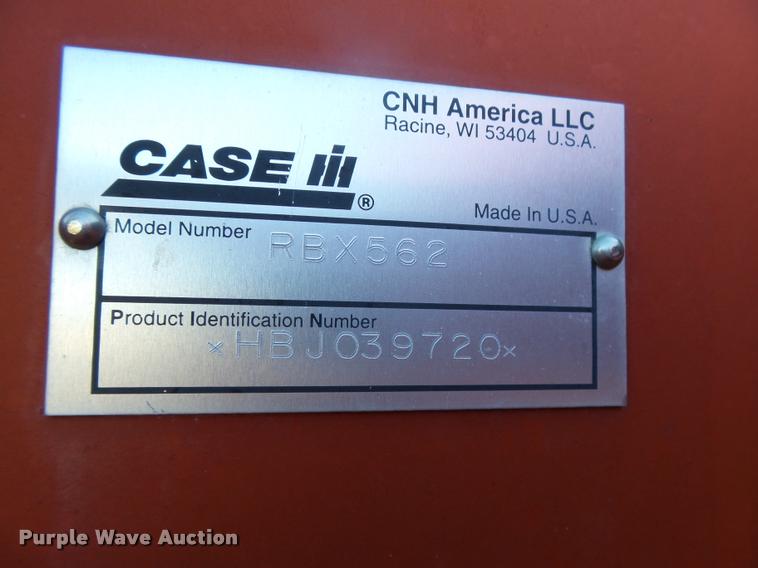 CNH America LLC
Racine, WI 53404 U.S.A.
CASE IH
®
Made In U.S.A.
Model Number RBX562
Product Identification Number
*HBJ039720*
Purple Wave Auction